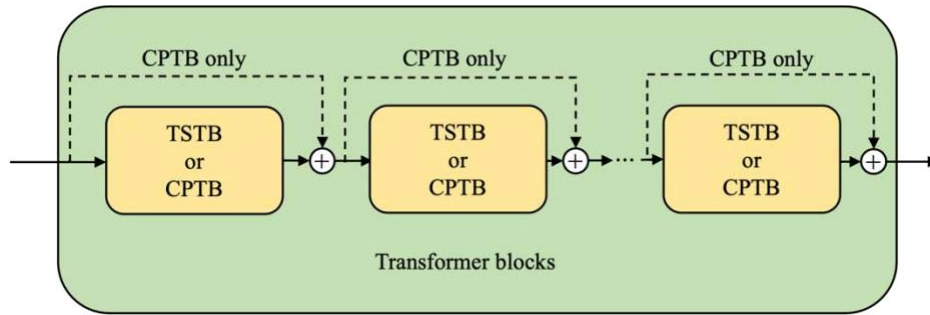 CPTB only
CPTB only
CPTB only
TSTB
or
CPTB
+
TSTB
or
CPTB
+
...
TSTB
or
CPTB
+
Transformer blocks